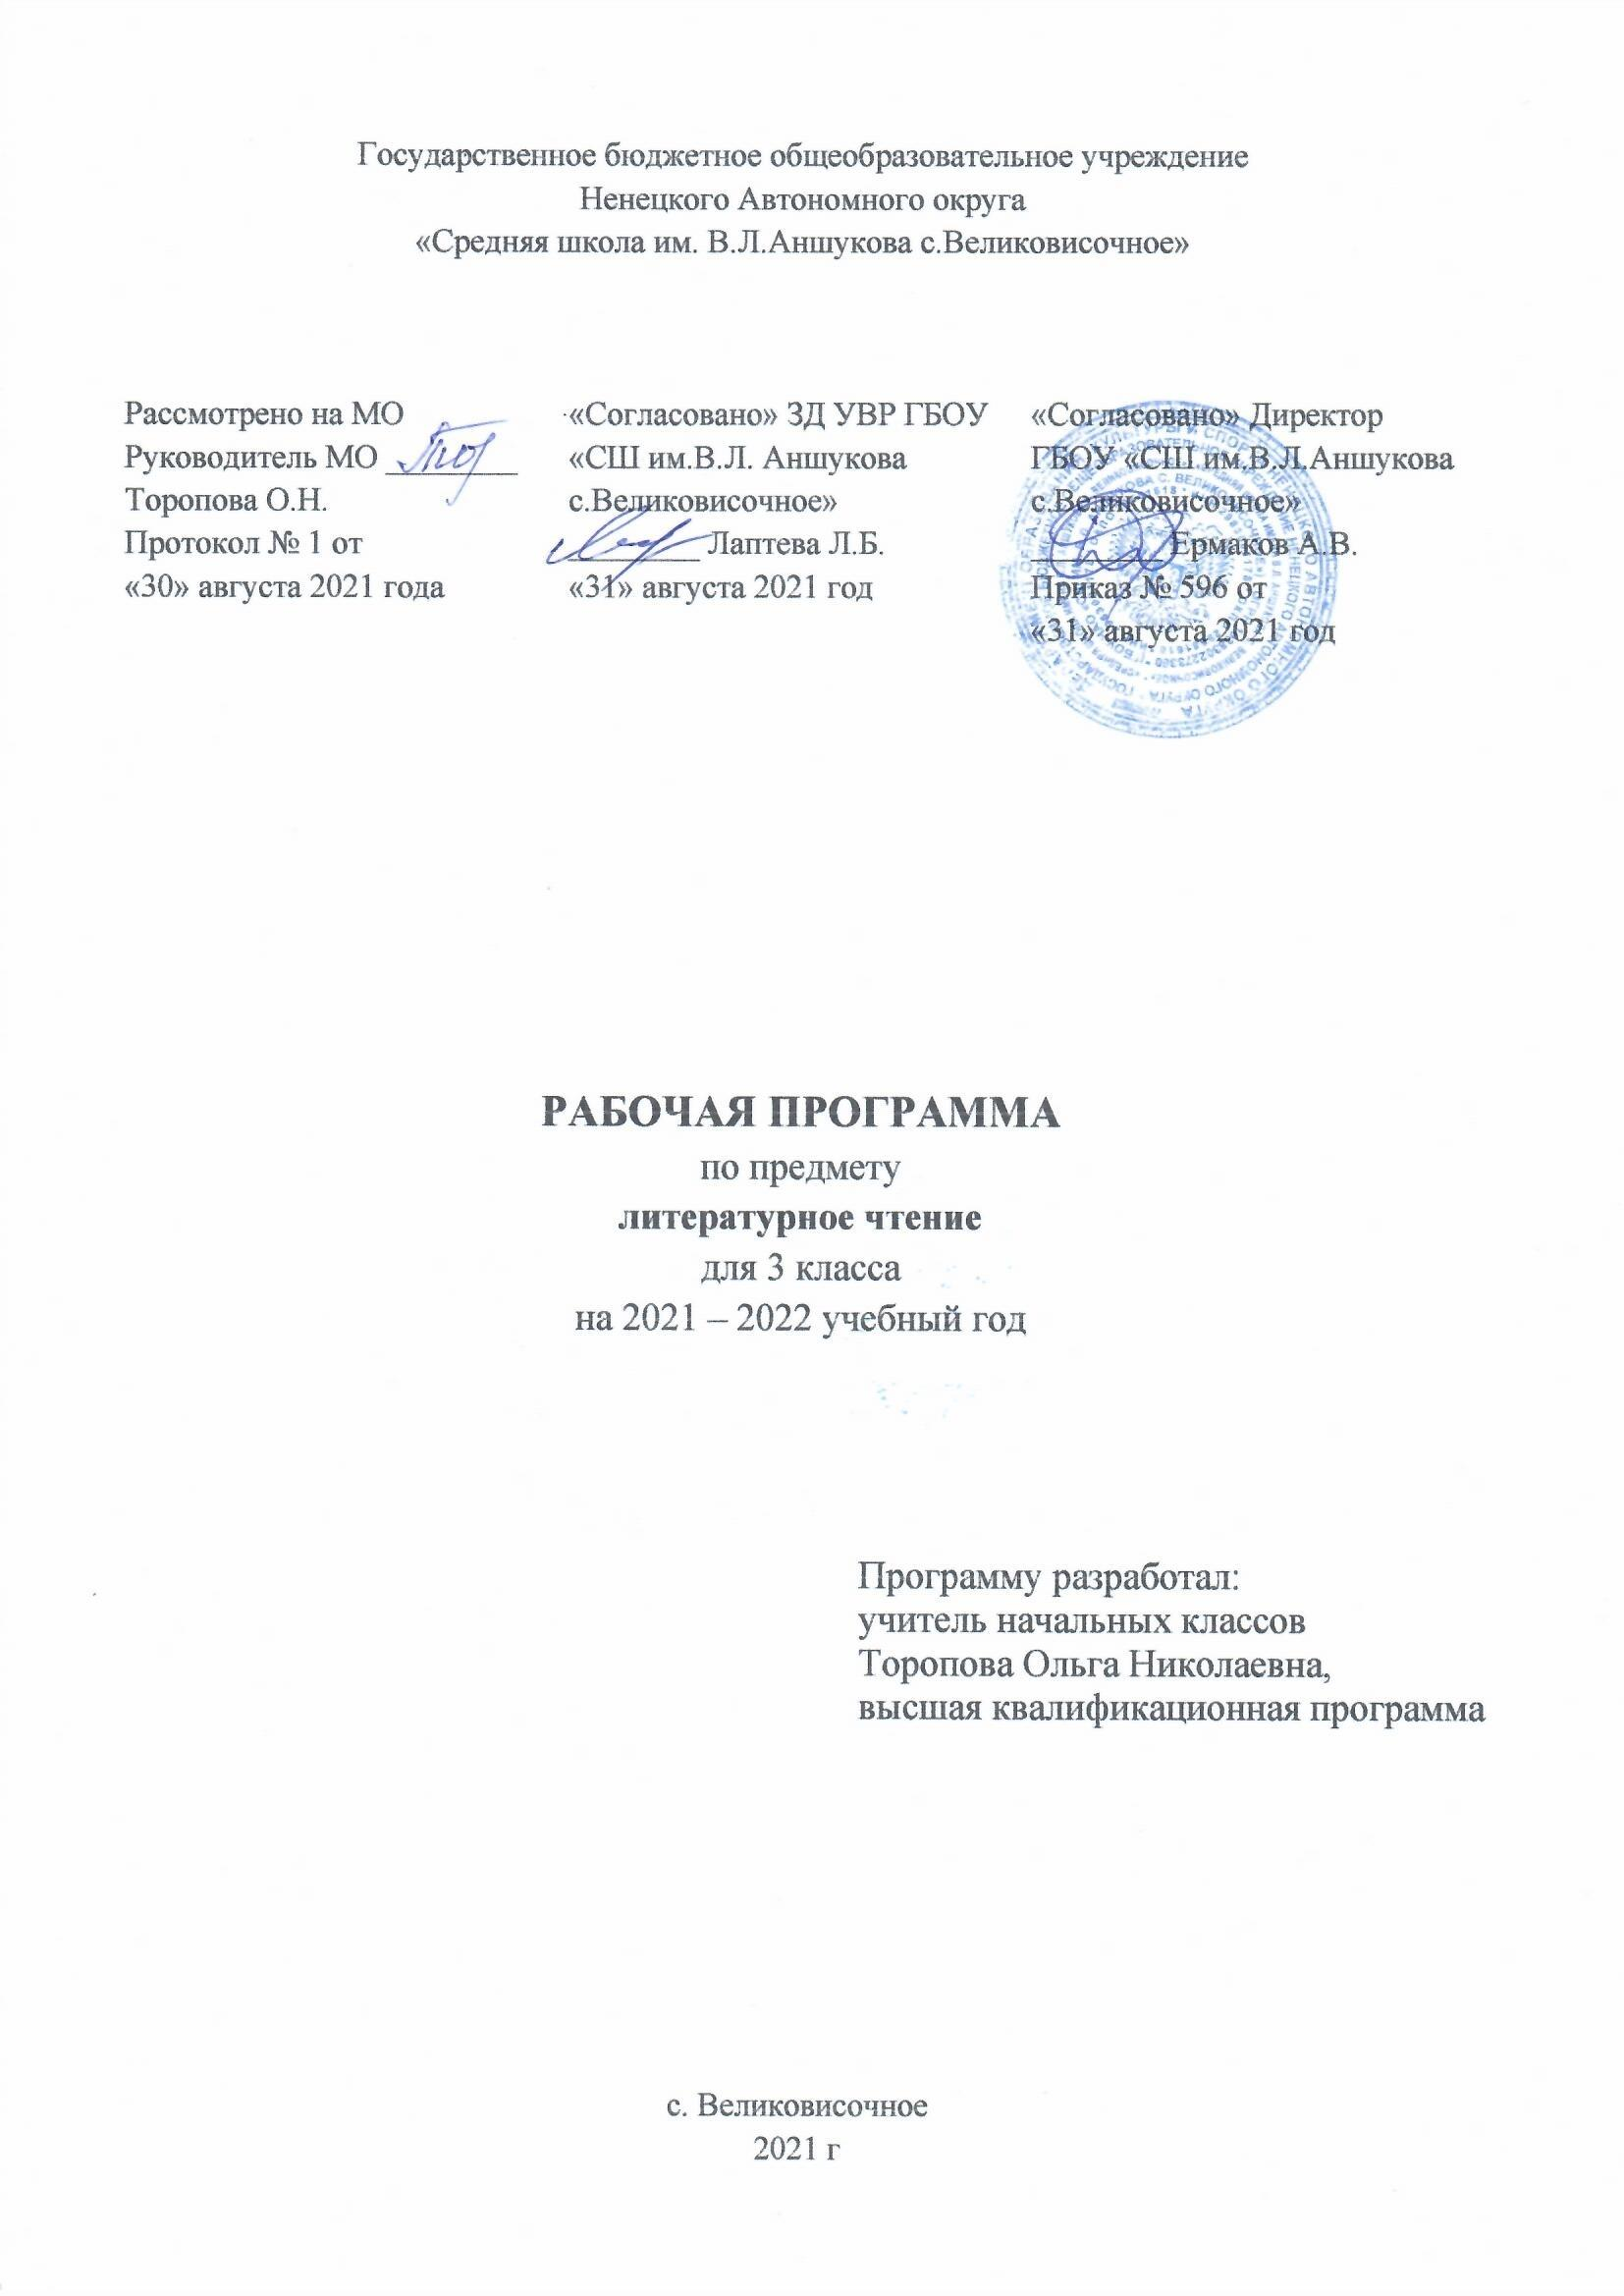 Государственное бюджетное общеобразовательное учреждение
Ненецкого Автономного округа
«Средняя школа им. В.Л.Аншукова с.Великовисочное»
Рассмотрено на МО
Руководитель МО ________
Торопова О.Н.
Протокол № 1 от
«30» августа 2021 года
«Согласовано» ЗД УВР ГБОУ
«СШ им.В.Л. Аншукова
с.Великовисочное»
________ Лаптева Л.Б.
«31» августа 2021 год
«Согласовано» Директор
ГБОУ «СШ им.В.Л.Аншукова
с.Великовисочное»
________ Ермаков А.В.
Приказ № 596 от
«31» августа 2021 год
РАБОЧАЯ ПРОГРАММА
по предмету
литературное чтение
для 3 класса
на 2021 – 2022 учебный год
Программу разработал:
учитель начальных классов
Торопова Ольга Николаевна,
высшая квалификационная программа
с. Великовисочное
2021 г